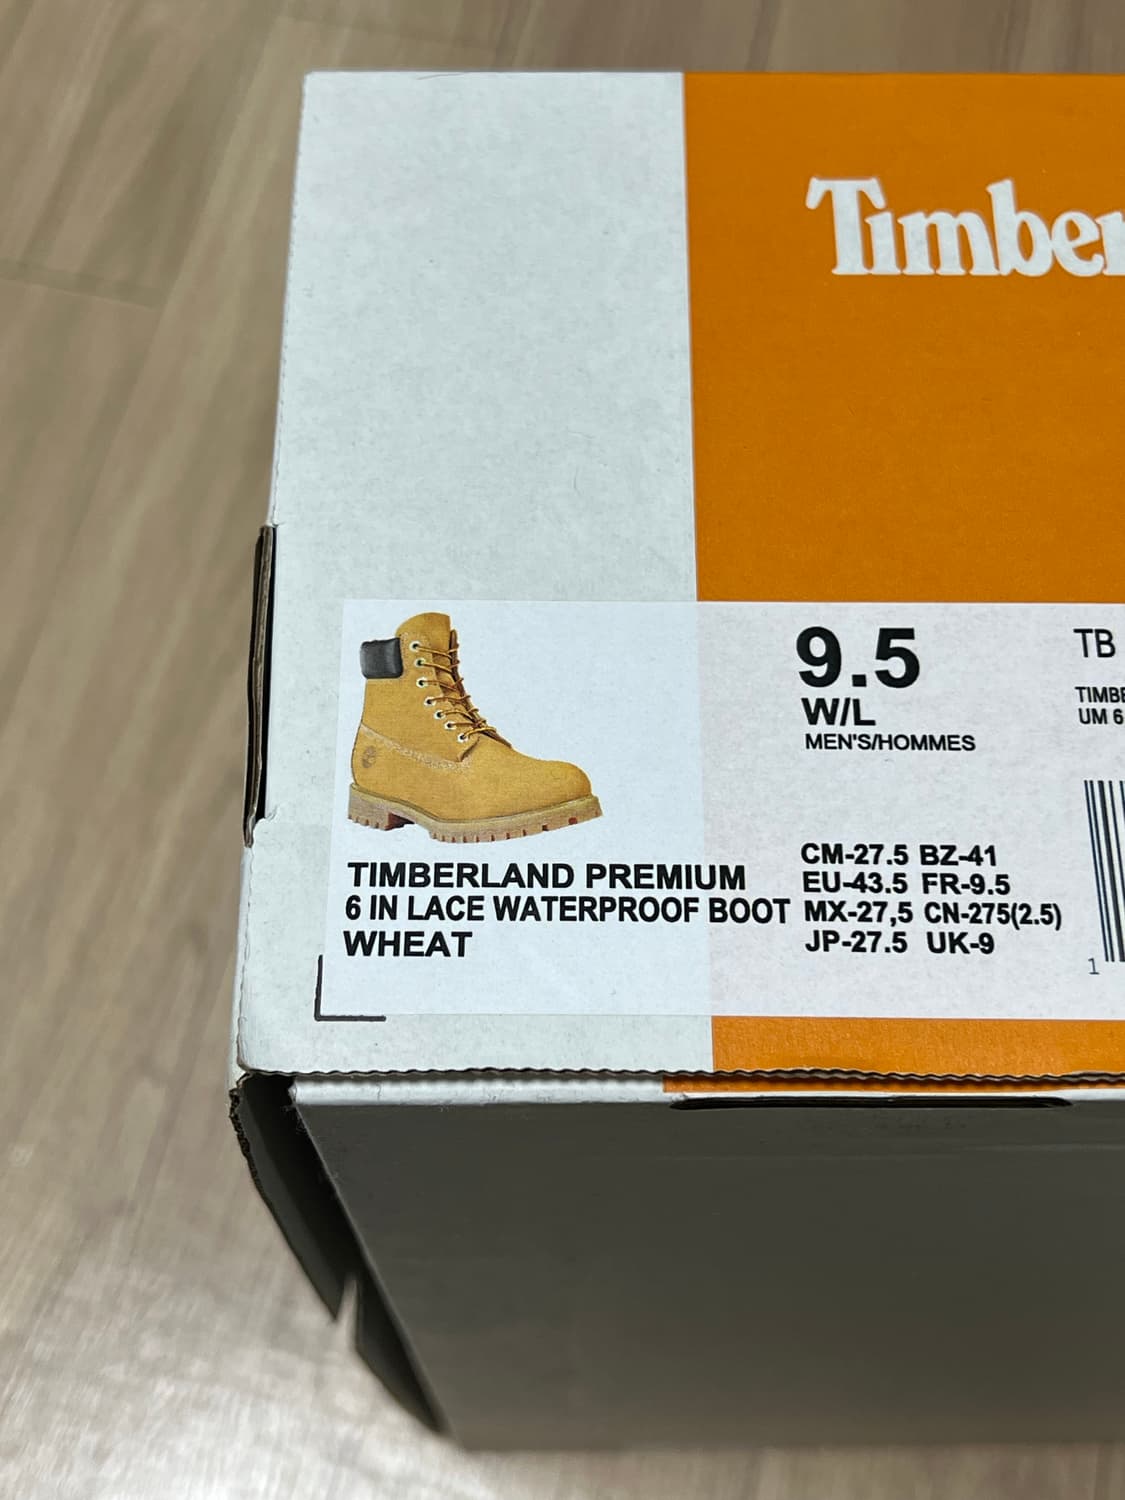 Timber
9.5
W/L
MEN'S/HOMMES
TB
TIMBE
UM 6
CM-27.5 BZ-41
EU-43.5 FR-9.5
MX-27,5 CN-275(2.5)
JP-27.5 UK-9
1
TIMBERLAND PREMIUM
6 IN LACE WATERPROOF BOOT
WHEAT